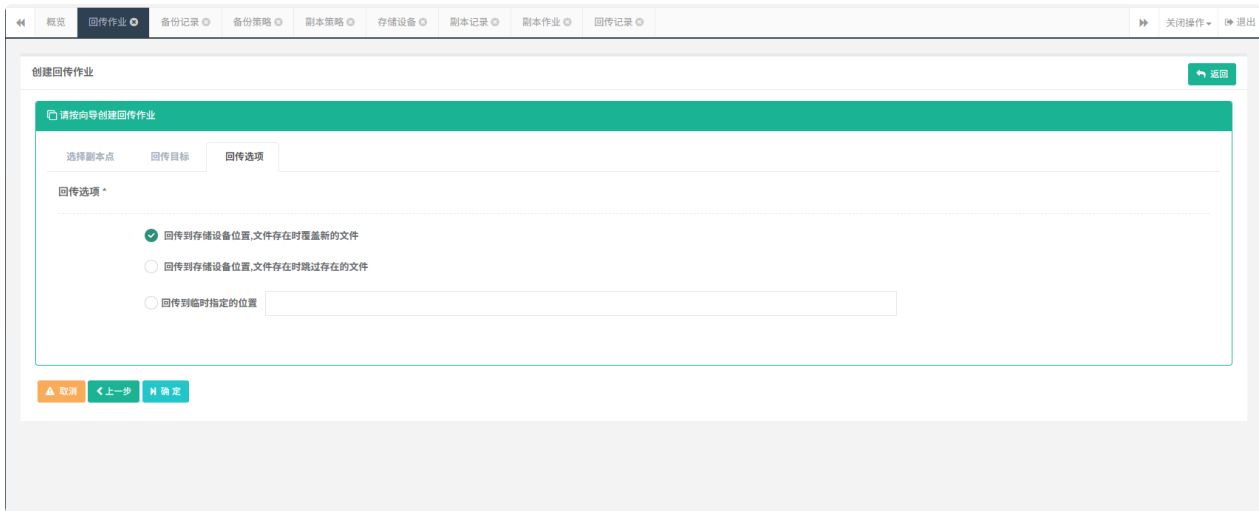 概览 回传作业 备份记录 备份策略 副本策略 存储设备 副本记录 副本作业 回传记录 关闭操作 退出
创建回传作业 返回
请按向导创建回传作业
选择副本点 回传目标 回传选项
回传选项 *
回传到存储设备位置,文件存在时覆盖新的文件
回传到存储设备位置,文件存在时跳过存在的文件
回传到临时指定的位置
取消 上一步 确 定